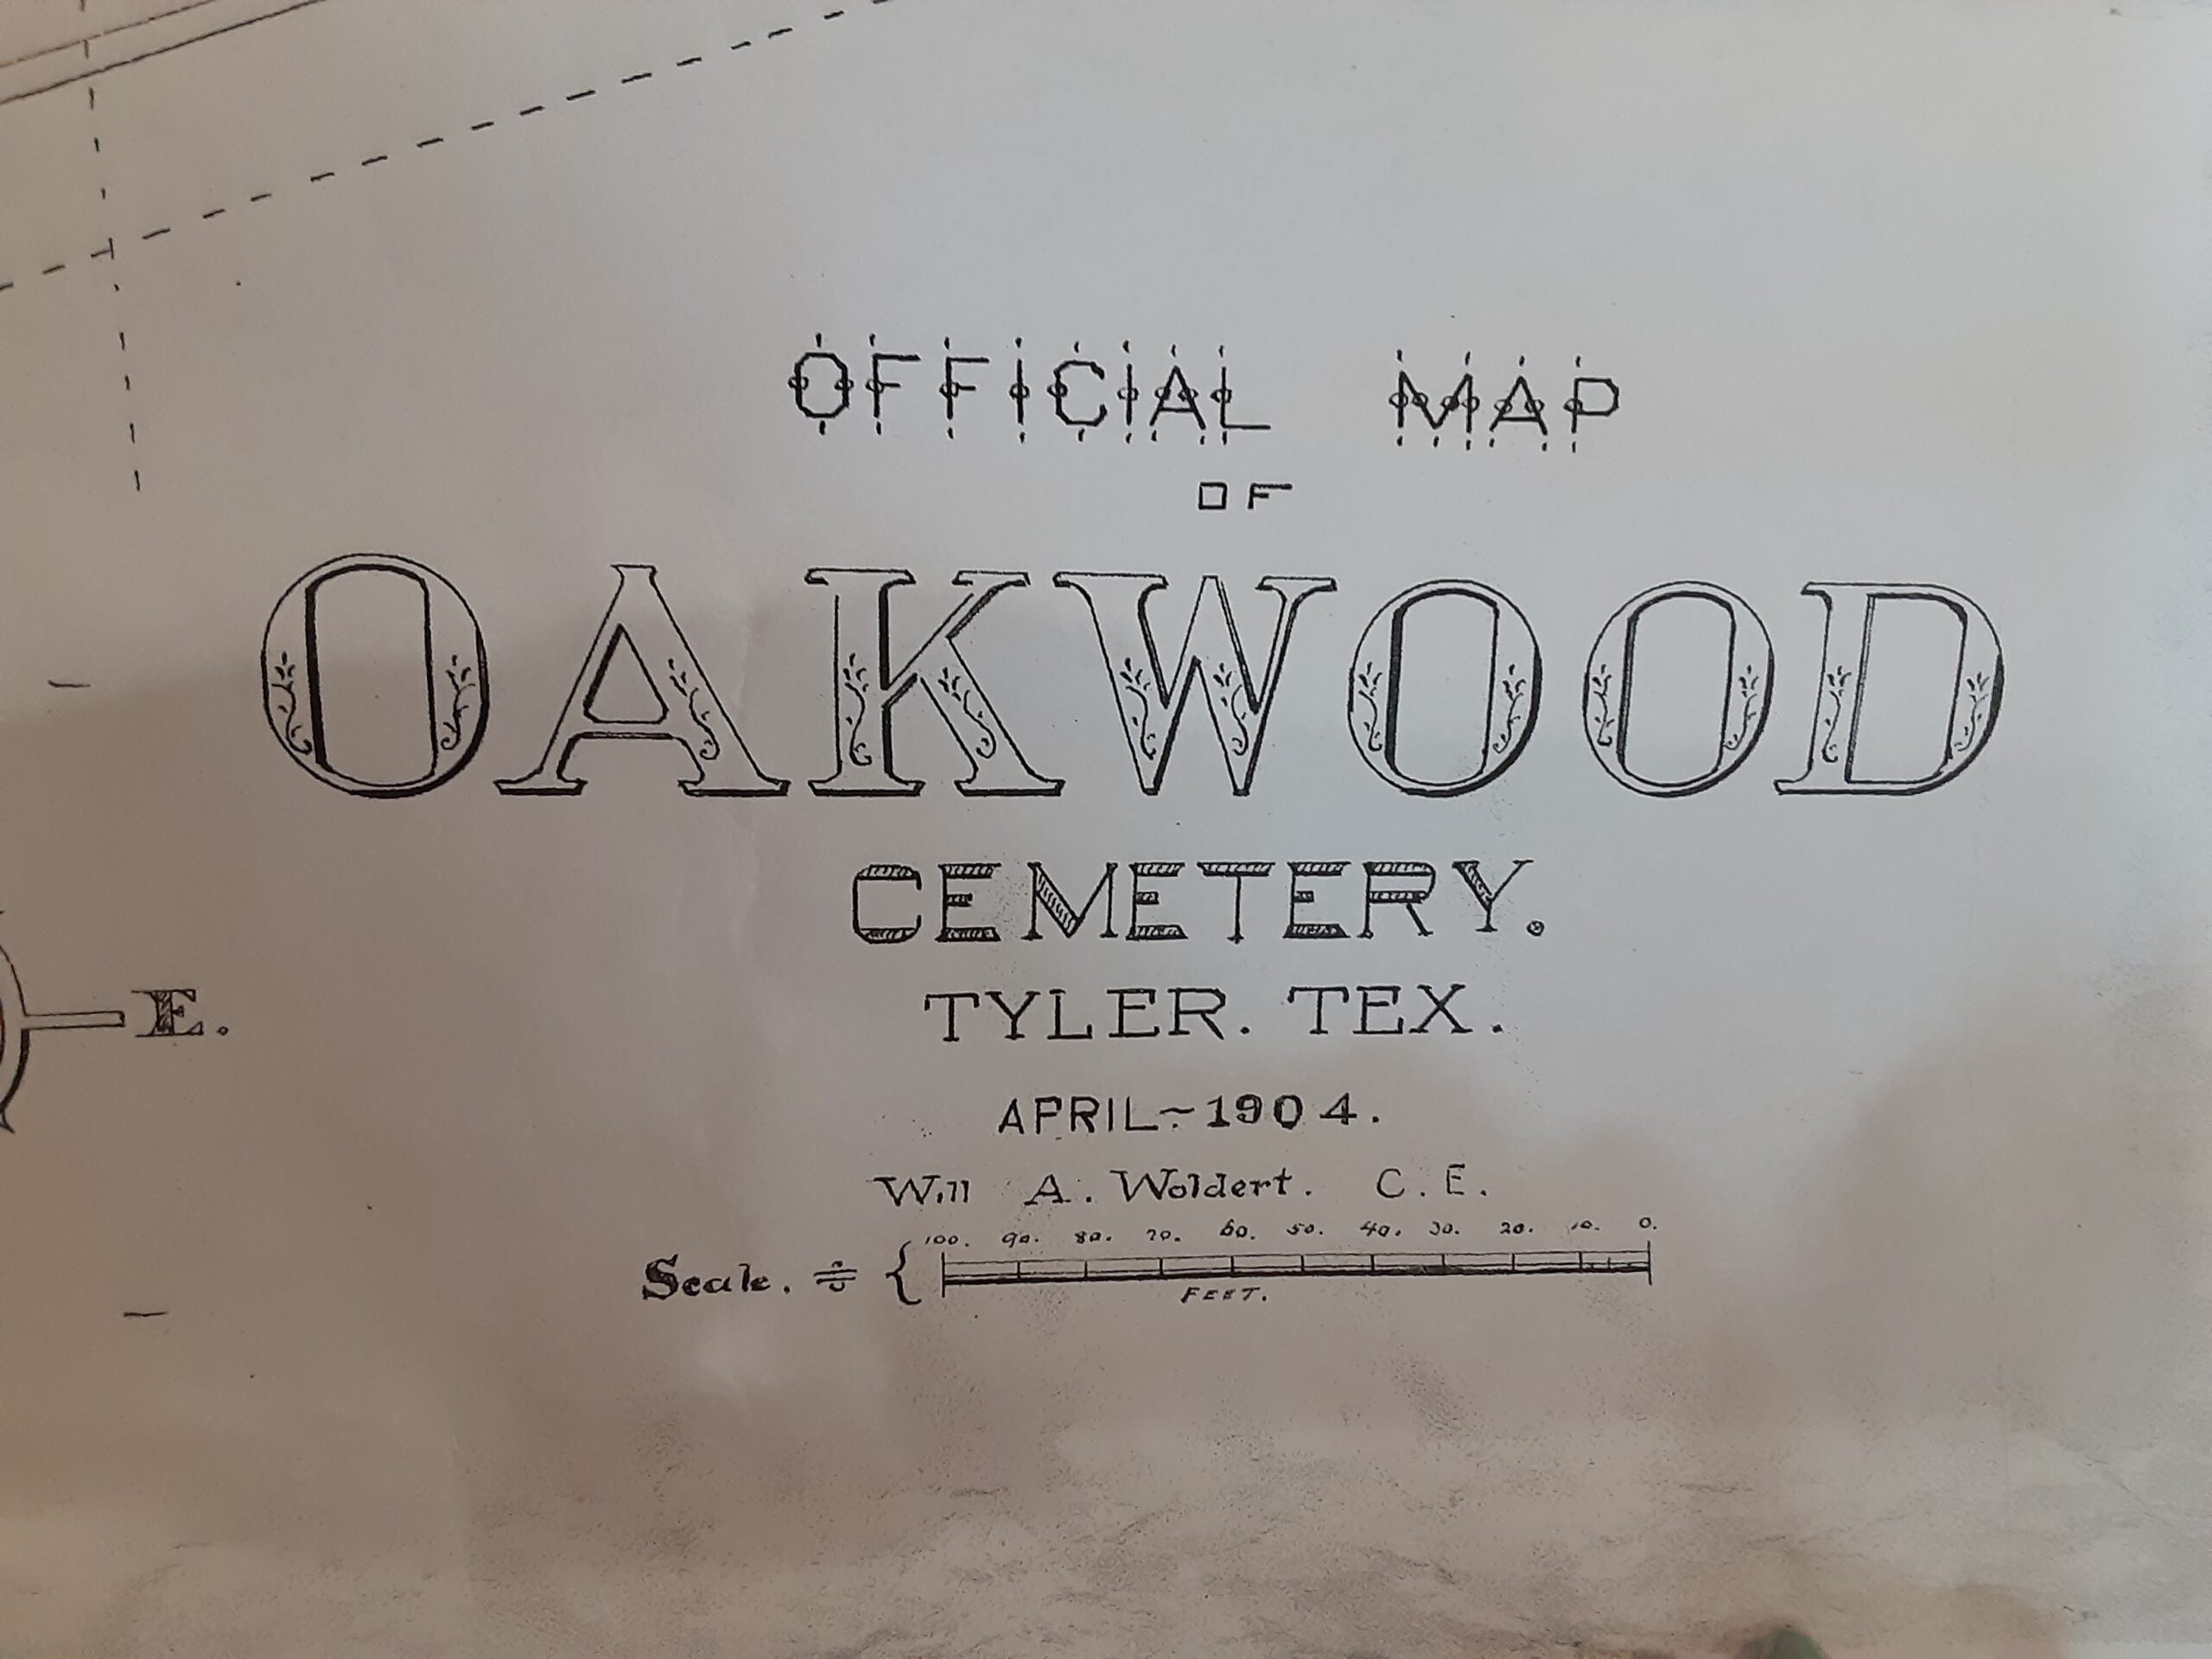 OFFICIAL MAP
OF
OAKWOOD
CEMETERY.
E.
TYLER. TEX.
APRIL~1904.
Will A. Woldert. C.E.
100. 90. 80. 70. 60. 50. 40. 30. 20. 10. 0.
Scale. ÷ {
FEET.